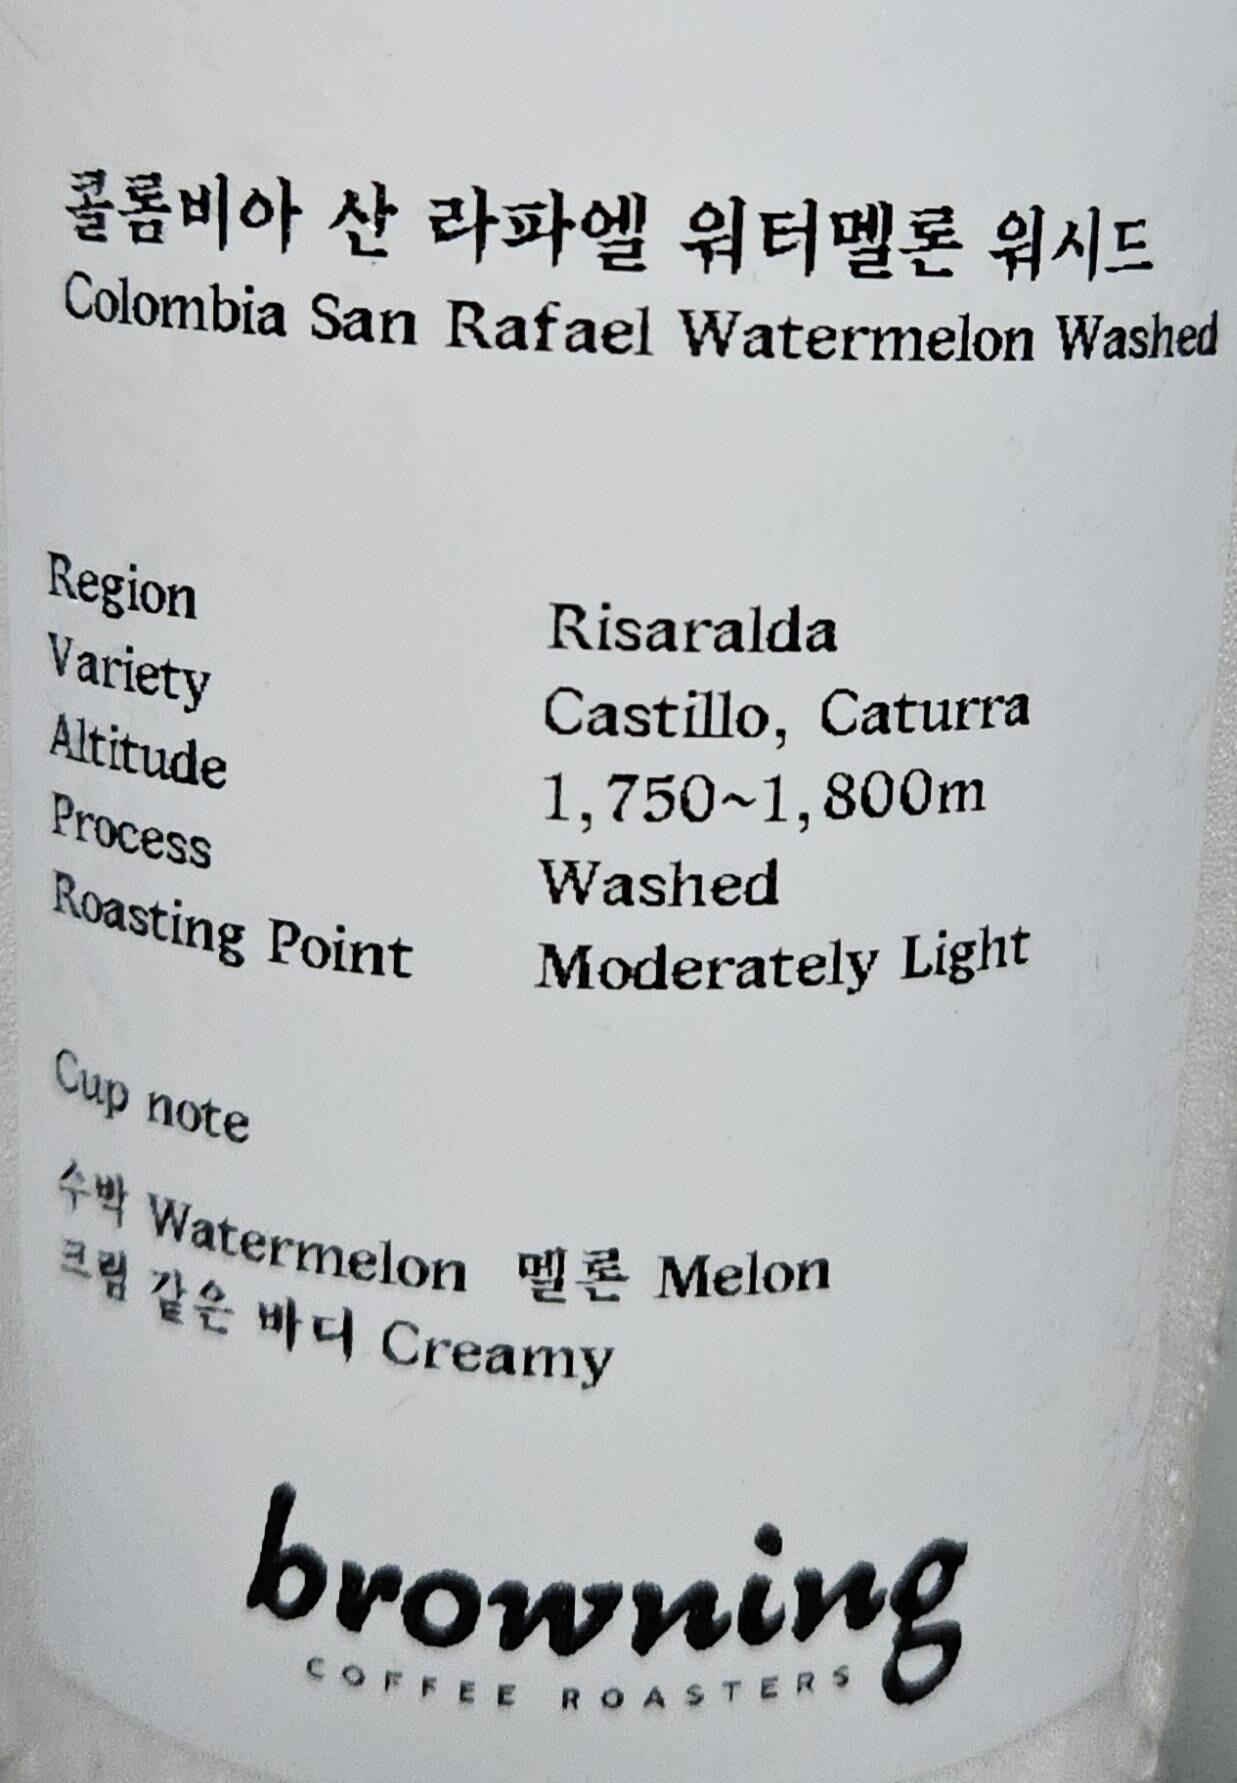 콜롬비아 산 라파엘 워터멜론 워시드
Colombia San Rafael Watermelon Washed
Region Risaralda
Variety Castillo, Caturra
Altitude 1,750~1,800m
Process Washed
Roasting Point Moderately Light
Cup note
수박 Watermelon 멜론 Melon
크림 같은 바디 Creamy
browning
COFFEE ROASTERS